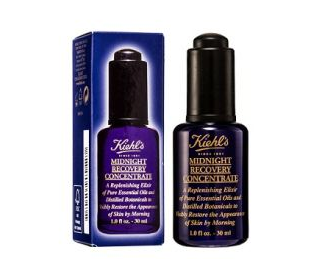 Kiehl's
SINCE 1851
MIDNIGHT
RECOVERY
CONCENTRATE
A Replenishing Elixir
of Pure Essential Oils and
Distilled Botanicals to
Visibly Restore the Appearance
of Skin by Morning
1.0 fl. oz. - 30 ml
Kiehl's
SINCE 1851
MIDNIGHT
RECOVERY
CONCENTRATE
A Replenishing Elixir
of Pure Essential Oils and
Distilled Botanicals to
Visibly Restore the Appearance
of Skin by Morning
1.0 fl. oz. - 30 ml